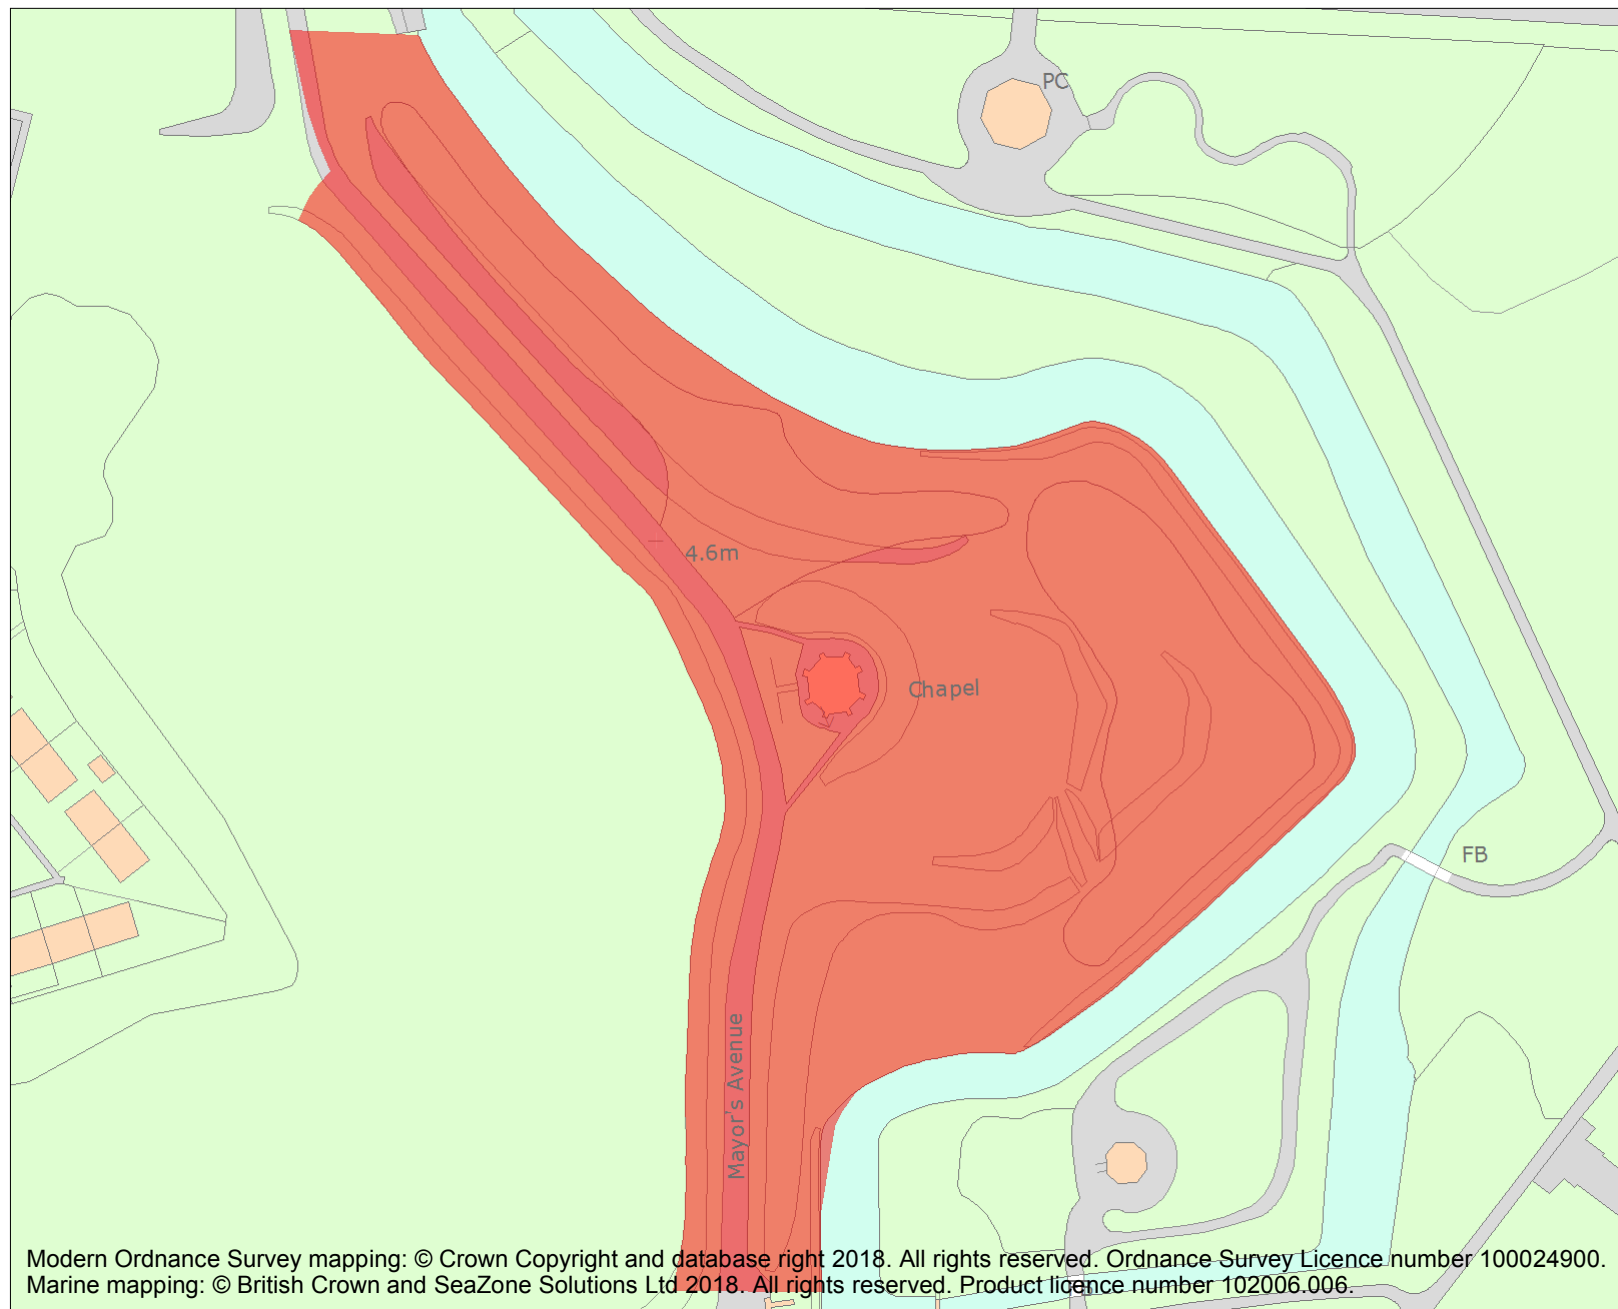 PC
4.6m
Chapel
FB
Mayor's Avenue
Modern Ordnance Survey mapping: © Crown Copyright and database right 2018. All rights reserved. Ordnance Survey Licence number 100024900.
Marine mapping: © British Crown and SeaZone Solutions Ltd 2018. All rights reserved. Product licence number 102006.006.